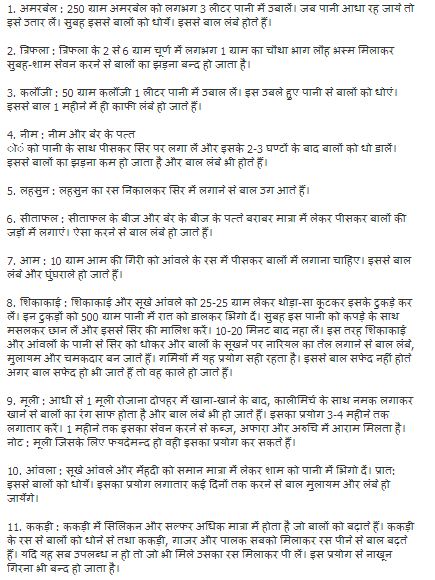 1. अमरबेल : 250 ग्राम अमरबेल को लगभग 3 लीटर पानी में उबालें। जब पानी आधा रह जाये तो
इसे उतार लें। सुबह इससे बालों को धोयें। इससे बाल लंबे होते हैं।
2. त्रिफला : त्रिफला के 2 से 6 ग्राम चूर्ण में लगभग 1 ग्राम का चौथा भाग लौह भस्म मिलाकर
सुबह-शाम सेवन करने से बालों का झड़ना बन्द हो जाता है।
3. कलौंजी : 50 ग्राम कलौंजी 1 लीटर पानी में उबाल लें। इस उबले हुए पानी से बालों को धोएं।
इससे बाल 1 महीने में ही काफी लंबे हो जाते हैं।
4. नीम : नीम और बेर के पत्त
ों को पानी के साथ पीसकर सिर पर लगा लें और इसके 2-3 घण्टों के बाद बालों को धो डालें।
इससे बालों का झड़ना कम हो जाता है और बाल लंबे भी होते हैं।
5. लहसुन : लहसुन का रस निकालकर सिर में लगाने से बाल उग आते हैं।
6. सीताफल : सीताफल के बीज और बेर के बीज के पत्ते बराबर मात्रा में लेकर पीसकर बालों की
जड़ों में लगाएं। ऐसा करने से बाल लंबे हो जाते हैं।
7. आम : 10 ग्राम आम की गिरी को आंवले के रस में पीसकर बालों में लगाना चाहिए। इससे बाल
लंबे और घुंघराले हो जाते हैं।
8. शिकाकाई : शिकाकाई और सूखे आंवले को 25-25 ग्राम लेकर थोड़ा-सा कूटकर इसके टुकड़े कर
लें। इन टुकड़ों को 500 ग्राम पानी में रात को डालकर भिगो दें। सुबह इस पानी को कपड़े के साथ
मसलकर छान लें और इससे सिर की मालिश करें। 10-20 मिनट बाद नहा लें। इस तरह शिकाकाई
और आंवलों के पानी से सिर को धोकर और बालों के सूखने पर नारियल का तेल लगाने से बाल लंबे,
मुलायम और चमकदार बन जाते हैं। गर्मियों में यह प्रयोग सही रहता है। इससे बाल सफेद नहीं होते
अगर बाल सफेद हो भी जाते हैं तो वह काले हो जाते हैं।
9. मूली : आधी से 1 मूली रोजाना दोपहर में खाना-खाने के बाद, कालीमिर्च के साथ नमक लगाकर
खाने से बालों का रंग साफ होता है और बाल लंबे भी हो जाते हैं। इसका प्रयोग 3-4 महीने तक
लगातार करें। 1 महीने तक इसका सेवन करने से कब्ज, अफारा और अरुचि में आराम मिलता है।
नोट : मूली जिसके लिए फयदेमन्द हो वही इसका प्रयोग कर सकते हैं।
10. आंवला : सूखे आंवले और मेंहदी को समान मात्रा में लेकर शाम को पानी में भिगो दें। प्रात:
इससे बालों को धोयें। इसका प्रयोग लगातार कई दिनों तक करने से बाल मुलायम और लंबे हो
जायेंगे।
11. ककड़ी : ककड़ी में सिलिकन और सल्फर अधिक मात्रा में होता है जो बालों को बढ़ाते हैं। ककड़ी
के रस से बालों को धोने से तथा ककड़ी, गाजर और पालक सबको मिलाकर रस पीने से बाल बढ़ते
हैं। यदि यह सब उपलब्ध न हो तो जो भी मिले उसका रस मिलाकर पी लें। इस प्रयोग से नाखून
गिरना भी बन्द हो जाता है।